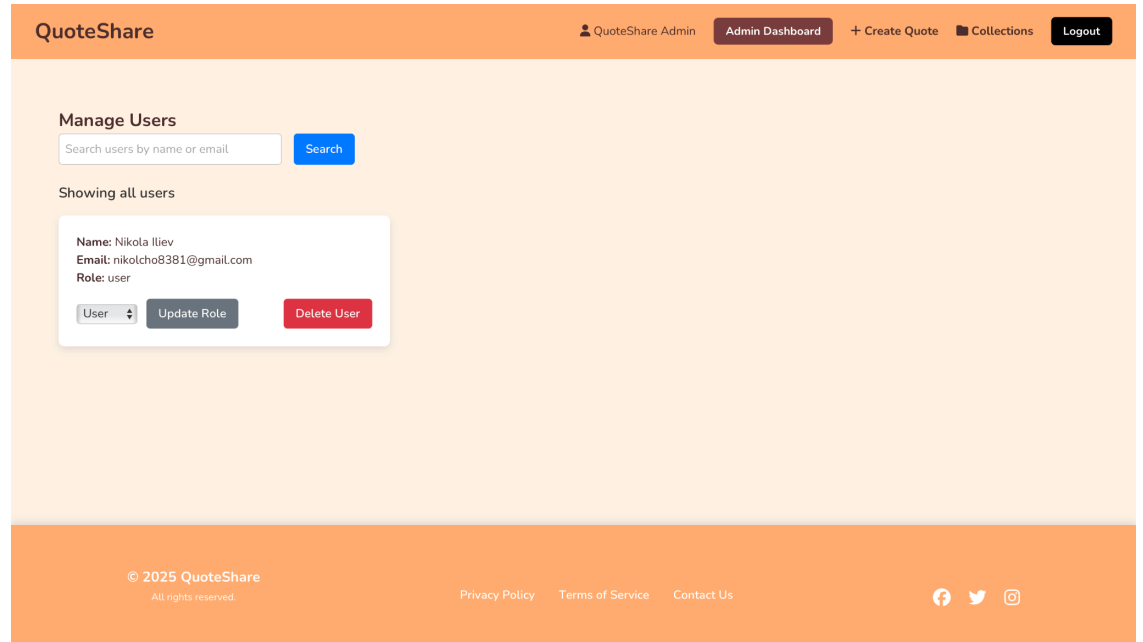 QuoteShare
QuoteShare Admin
Admin Dashboard
+ Create Quote
Collections
Logout
Manage Users
Search users by name or email
Search
Showing all users
Name: Nikola Iliev
Email: nikolcho8381@gmail.com
Role: user
User
Update Role
Delete User
© 2025 QuoteShare
All rights reserved.
Privacy Policy
Terms of Service
Contact Us